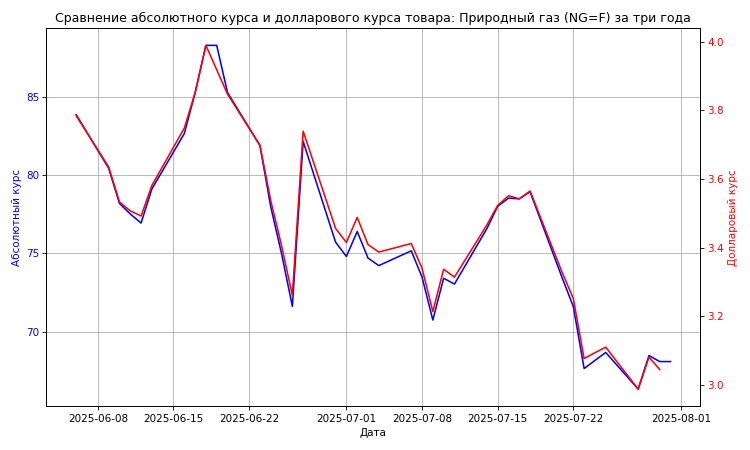 Сравнение абсолютного курса и долларового курса товара: Природный газ (NG=F) за три года
Абсолютный курс
85
80
75
70
4.0
3.8
3.6
3.4
3.2
3.0
Долларовый курс
2025-06-08 2025-06-15 2025-06-22 2025-07-01 2025-07-08 2025-07-15 2025-07-22 2025-08-01
Дата